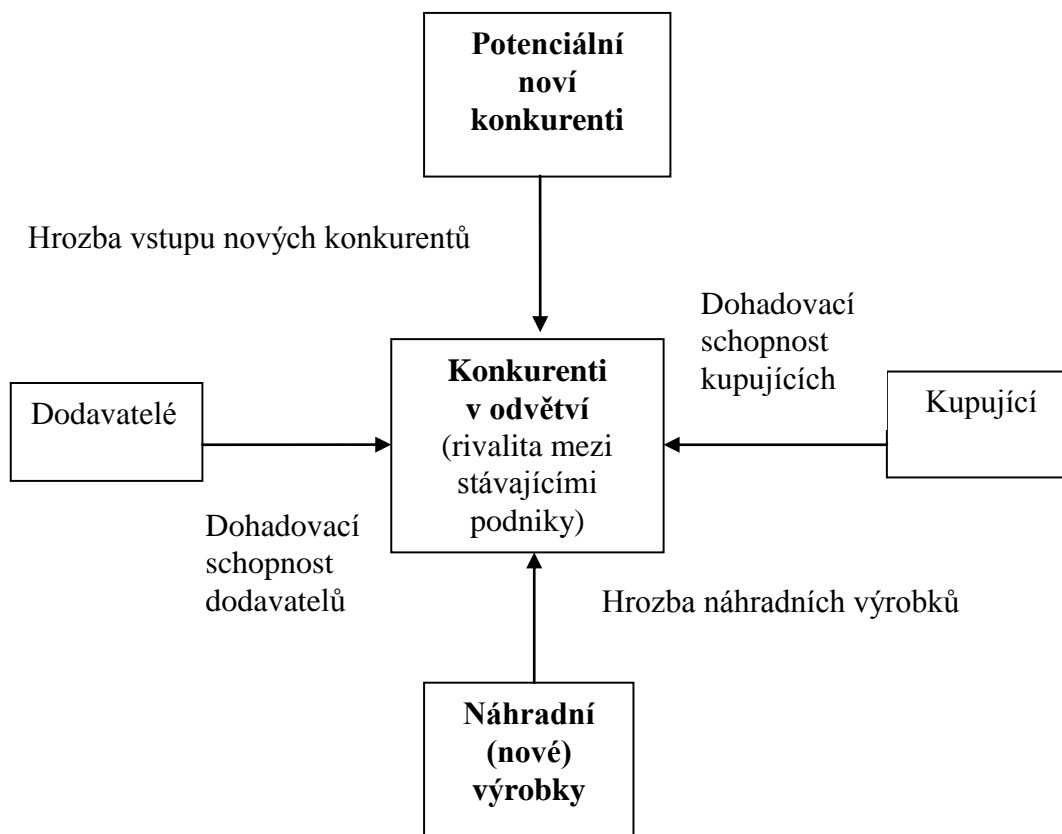 Potenciální
noví
konkurenti
Hrozba vstupu nových konkurentů
Dohadovací
schopnost
kupujících
Dodavatelé
Konkurenti
v odvětví
(rivalita mezi
stávajícími
podniky)
Kupující
Dohadovací
schopnost
dodavatelů
Hrozba náhradních výrobků
Náhradní
(nové)
výrobky